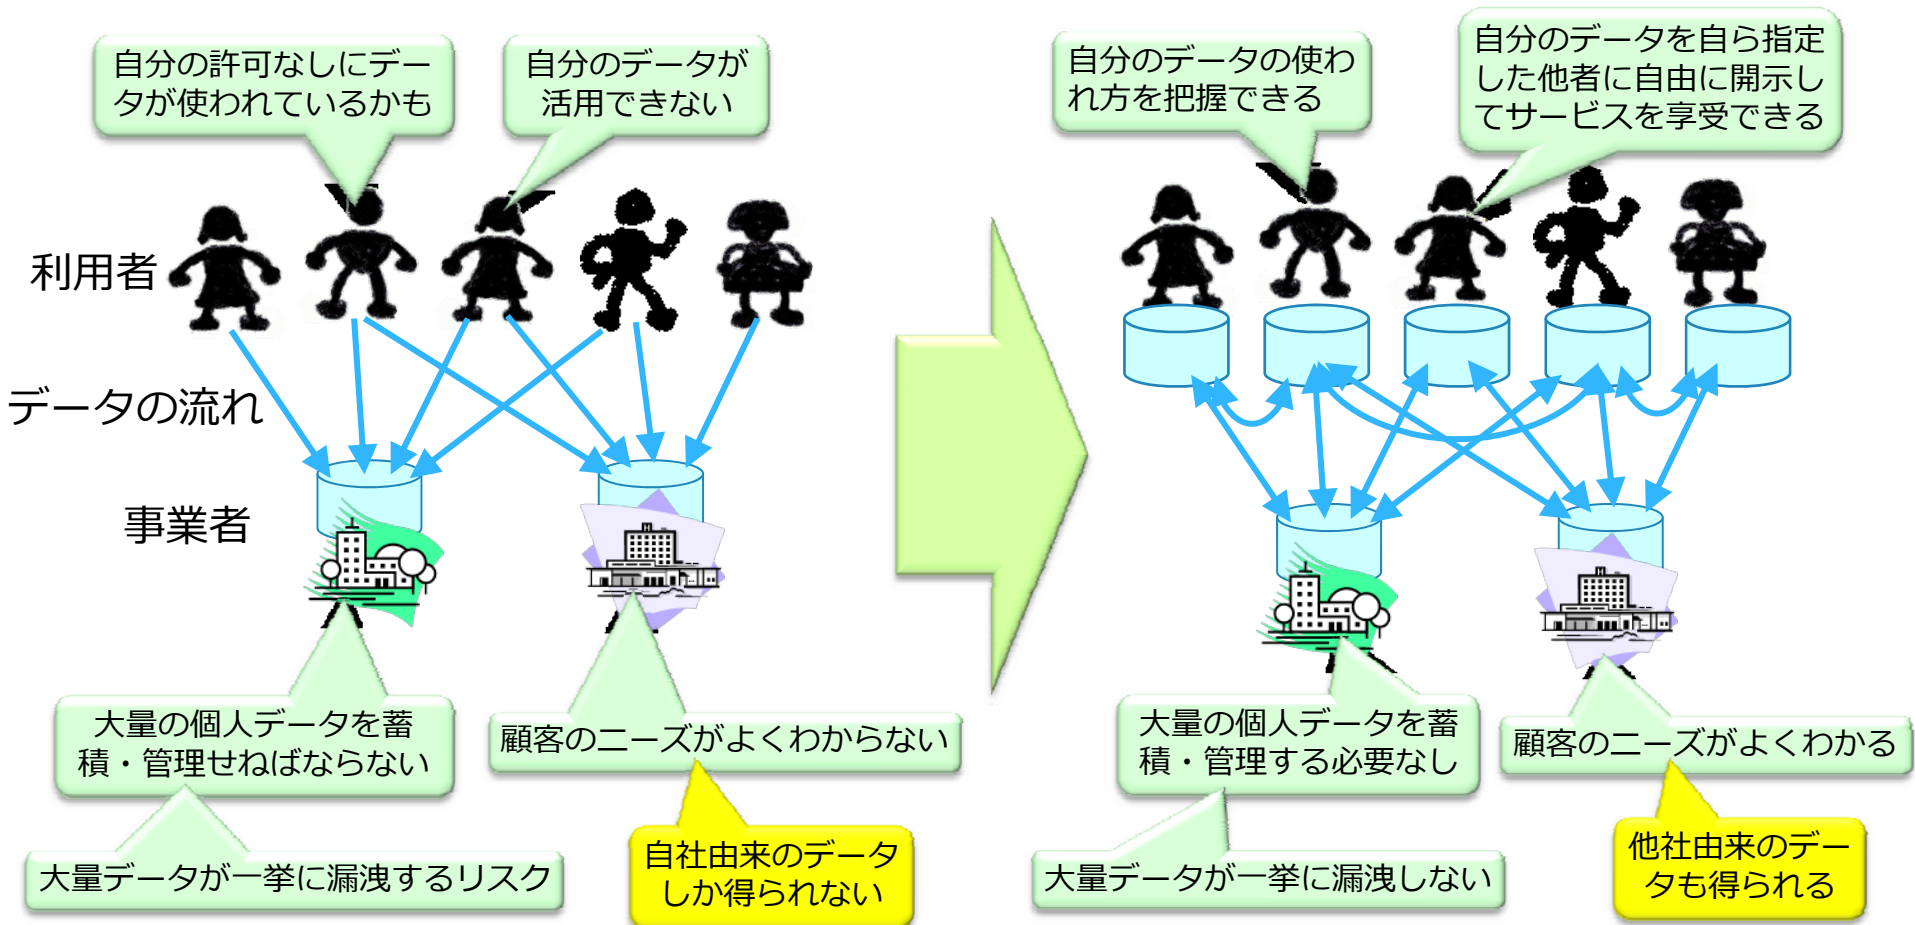 自分の許可なしにデー
タが使われているかも
自分のデータが
活用できない
利用者
データの流れ
事業者
大量の個人データを蓄
積・管理せねばならない
顧客のニーズがよくわからない
大量データが一挙に漏洩するリスク
自社由来のデータ
しか得られない
自分のデータの使わ
れ方を把握できる
自分のデータを自ら指定
した他者に自由に開示し
てサービスを享受できる
大量の個人データを蓄
積・管理する必要なし
顧客のニーズがよくわかる
大量データが一挙に漏洩しない
他社由来のデー
タも得られる